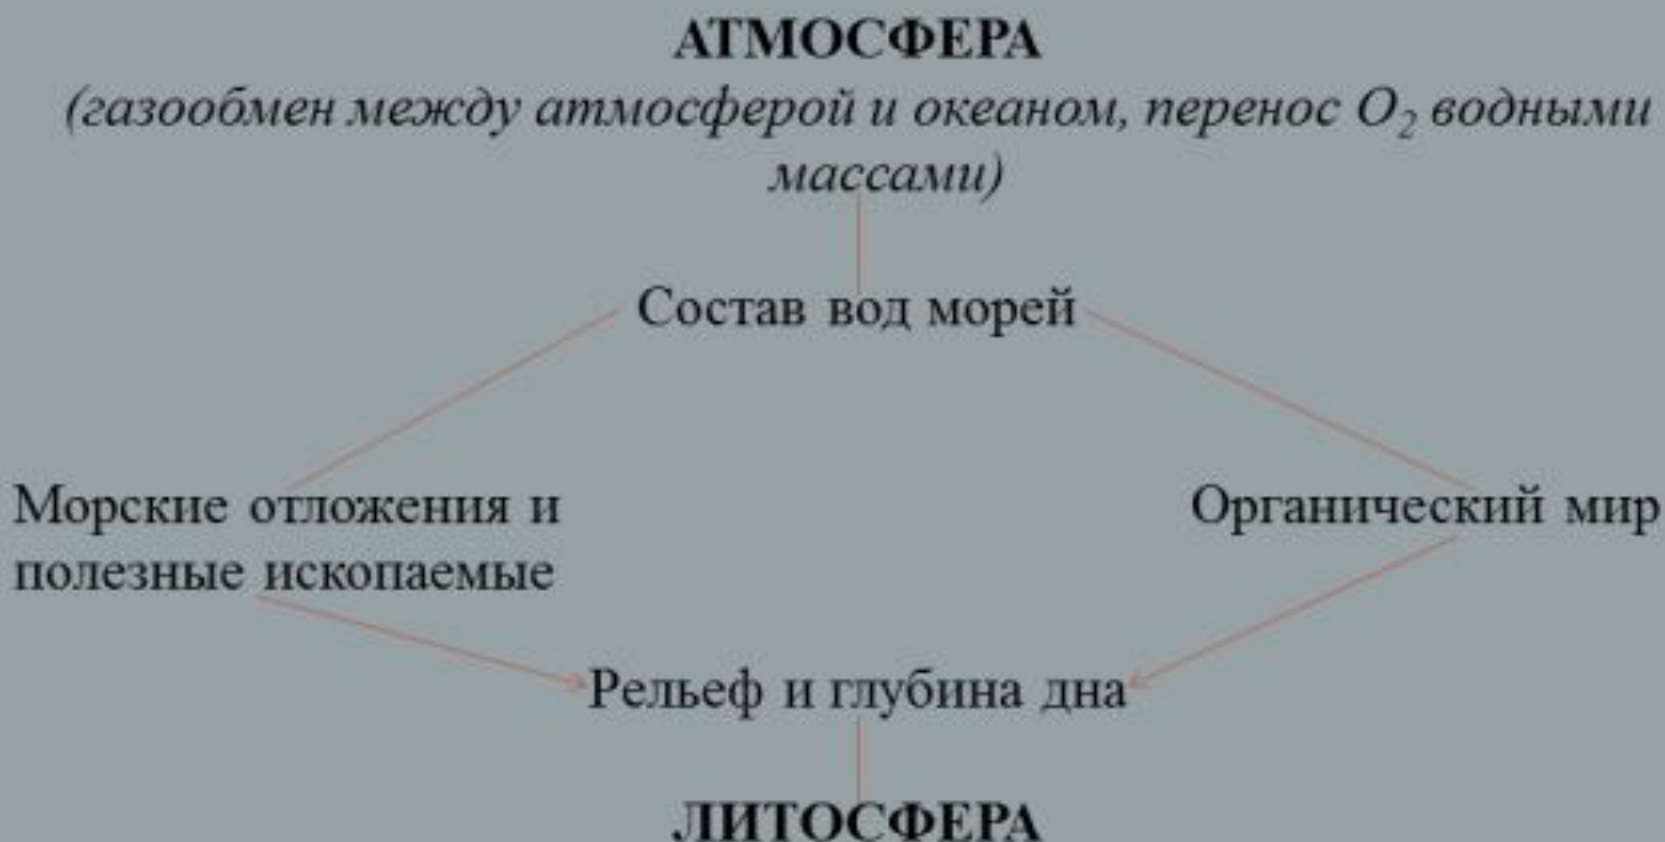 АТМОСФЕРА
(газообмен между атмосферой и океаном, перенос O₂ водными
массами)
Состав вод морей
Морские отложения и
полезные ископаемые
Органический мир
Рельеф и глубина дна
ЛИТОСФЕРА